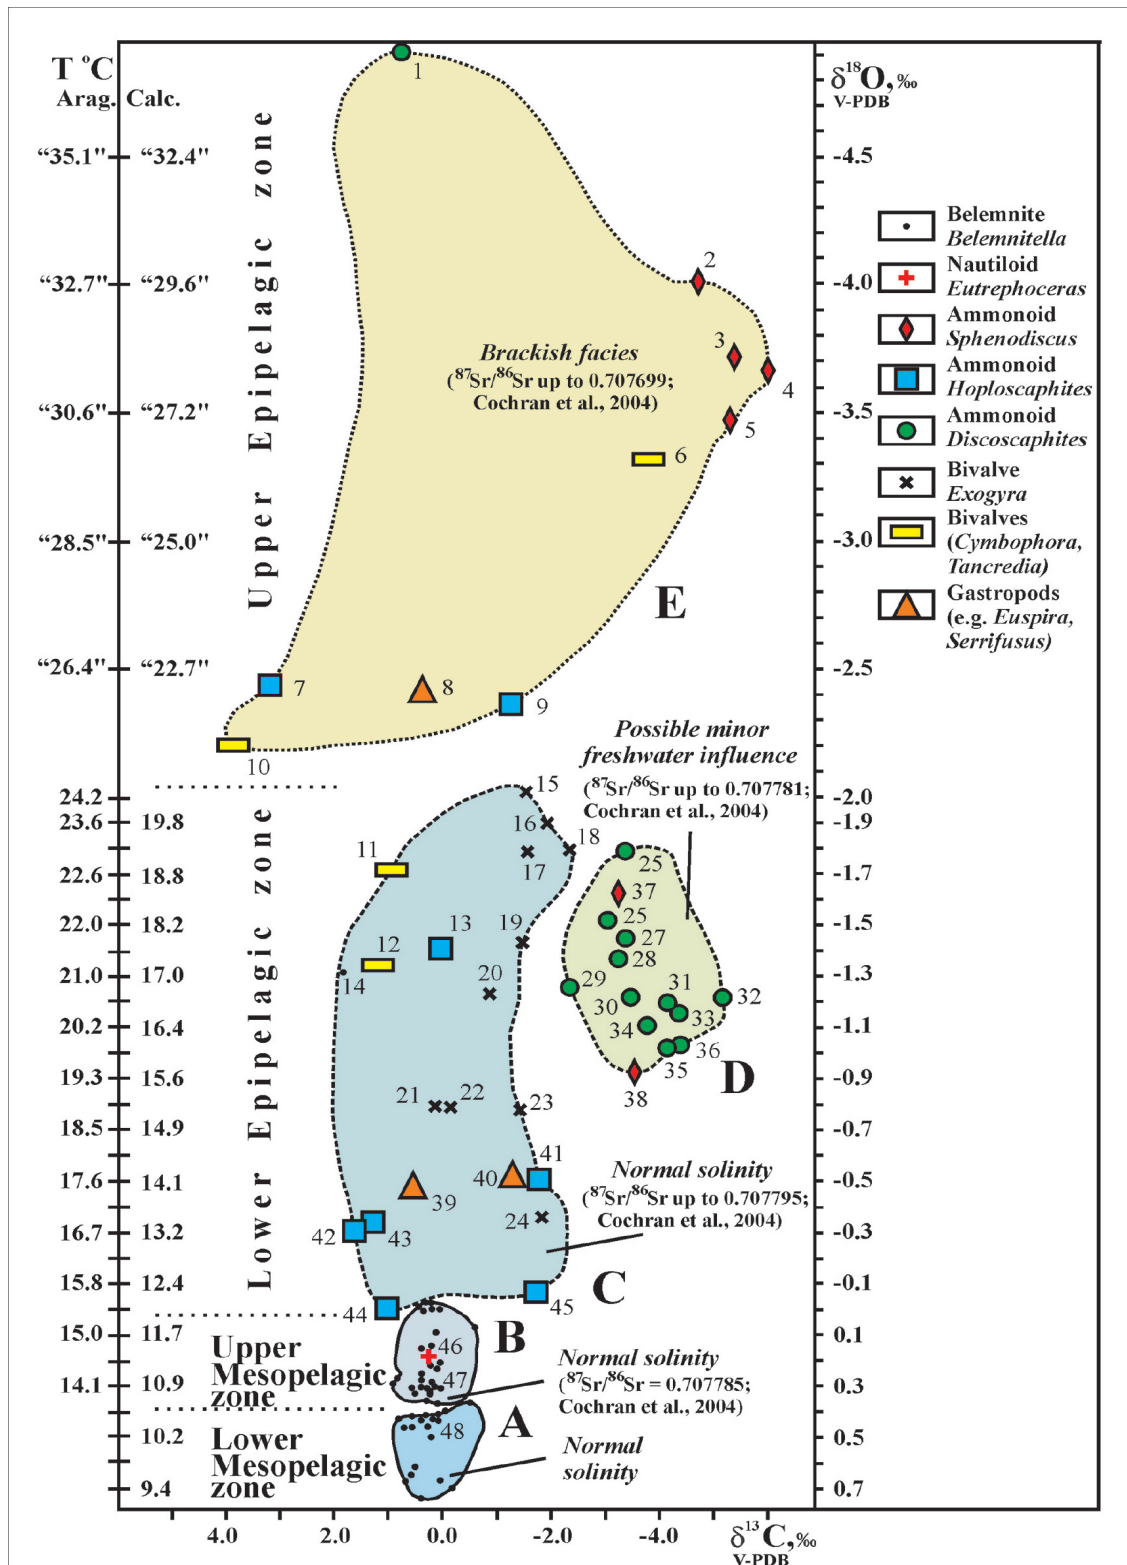 T °C
Arag. Calc.
δ18O,‰
V-PDB
"35.1" "32.4"
"32.7" "29.6"
"30.6" "27.2"
"28.5" "25.0"
"26.4" "22.7"
24.2
23.6 19.8
22.6 18.8
22.0 18.2
21.0 17.0
20.2 16.4
19.3 15.6
18.5 14.9
17.6 14.1
16.7 13.2
15.8 12.4
15.0 11.7
14.1 10.9
10.2
9.4
Upper Epipelagic zone
Lower Epipelagic zone
Upper
Mesopelagic
zone
Lower
Mesopelagic
zone
1
2
3
4
5
6
7
8
9
10
Brackish facies
(87Sr/86Sr up to 0.707699;
Cochran et al., 2004)
E
Possible minor
freshwater influence
(87Sr/86Sr up to 0.707781;
Cochran et al., 2004)
15
16
18
17
11
13
19
12
14
20
21
22
23
41
40
39
24
42
43
44
45
C
25
37
25
27
28
29
31
30
32
33
34
36
35
38
D
Normal solinity
(87Sr/86Sr up to 0.707795;
Cochran et al., 2004)
B
46
47
Normal solinity
(87Sr/86Sr = 0.707785;
Cochran et al., 2004)
A
48
Normal
solinity
-4.5
-4.0
-3.5
-3.0
-2.5
-2.0
-1.9
-1.7
-1.5
-1.3
-1.1
-0.9
-0.7
-0.5
-0.3
-0.1
0.1
0.3
0.5
0.7
Belemnite
Belemnitella
Nautiloid
Eutrephoceras
Ammonoid
Sphenodiscus
Ammonoid
Hoploscaphites
Ammonoid
Discoscaphites
Bivalve
Exogyra
Bivalves
(Cymbophora,
Tancredia)
Gastropods
(e.g. Euspira,
Serrifusus)
4.0 2.0 0.0 -2.0 -4.0
δ13C,‰
V-PDB